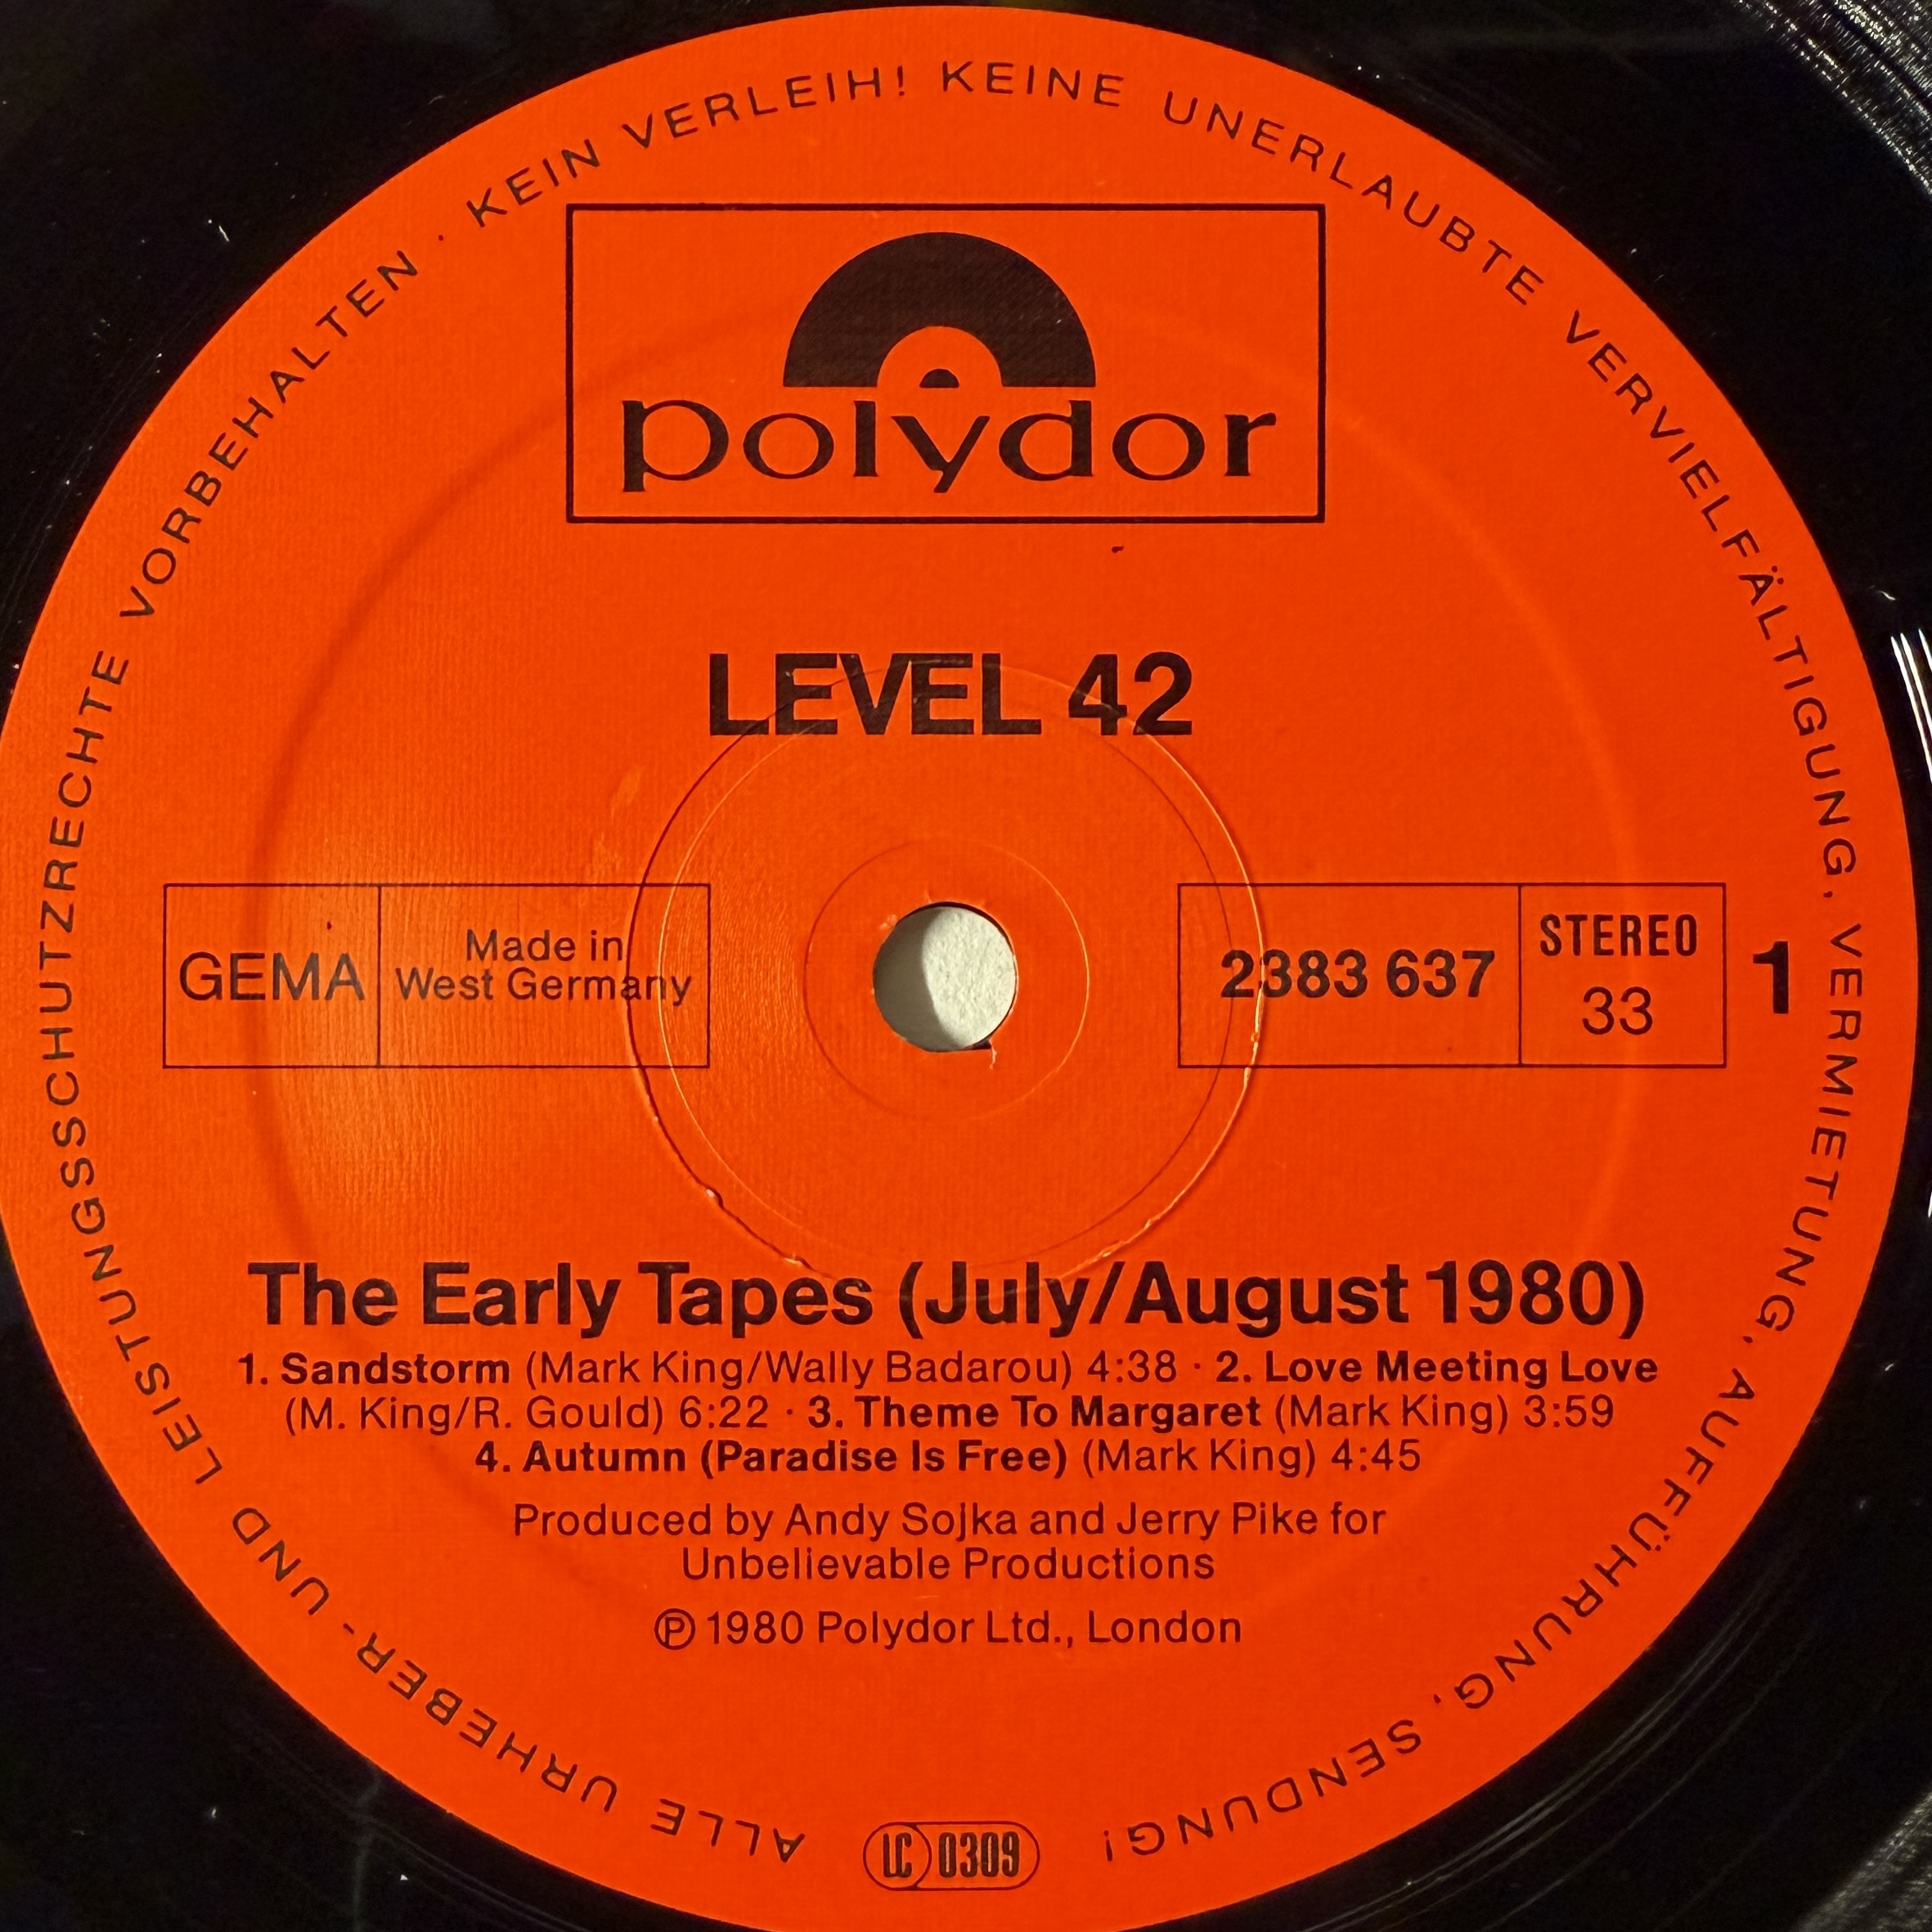 ALLE URHEBER- UND LEISTUNGSSCHUTZRECHTE VORBEHALTEN · KEIN VERLEIH! KEINE UNERLAUBTE VERVIELFÄLTIGUNG, VERMIETUNG, AUFFÜHRUNG, SENDUNG!
polydor
LEVEL 42
GEMA
Made in
West Germany
2383 637
STEREO
33
1
The Early Tapes (July/August 1980)
1. Sandstorm (Mark King/Wally Badarou) 4:38 · 2. Love Meeting Love
(M. King/R. Gould) 6:22 · 3. Theme To Margaret (Mark King) 3:59
4. Autumn (Paradise Is Free) (Mark King) 4:45
Produced by Andy Sojka and Jerry Pike for
Unbelievable Productions
℗ 1980 Polydor Ltd., London
LC 0309